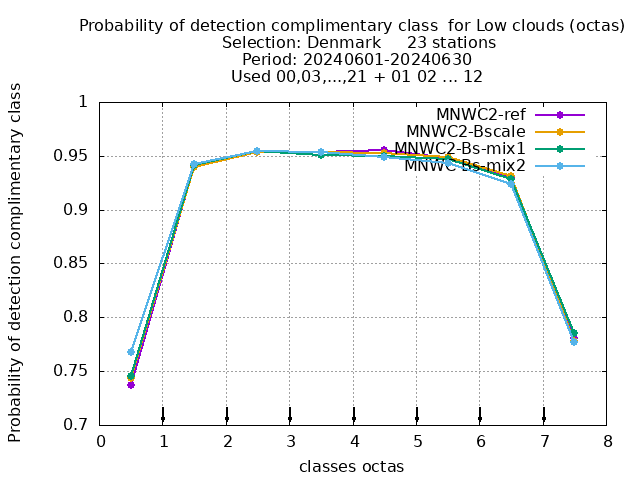 Probability of detection complimentary class  for Low clouds (octas)
Selection: Denmark     23 stations
Period: 20240601-20240630
Used 00,03,...,21 + 01 02 ... 12
Probability of detection complimentary class
MNWC2-ref
MNWC2-Bscale
MNWC2-Bs-mix1
MNWC-Bs-mix2
1
0.95
0.9
0.85
0.8
0.75
0.7
0 1 2 3 4 5 6 7 8
classes octas